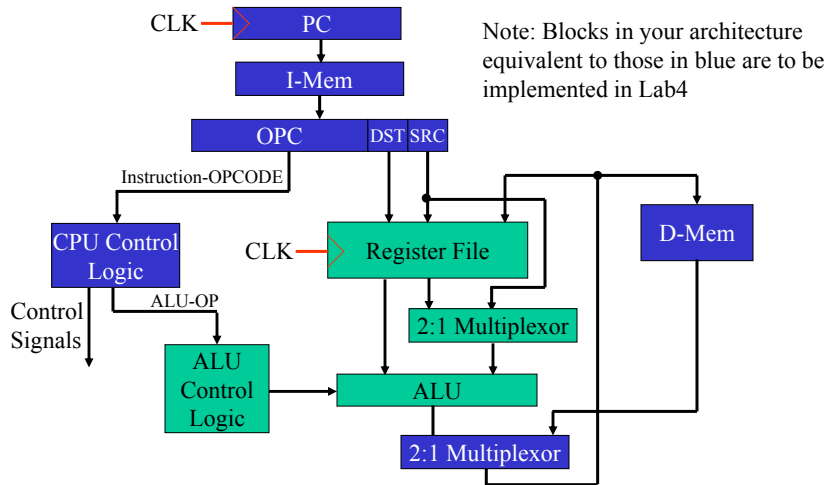 CLK
PC
Note: Blocks in your architecture
equivalent to those in blue are to be
implemented in Lab4
I-Mem
OPC
DST
SRC
Instruction-OPCODE
CPU Control
Logic
CLK
Register File
D-Mem
ALU-OP
Control
Signals
2:1 Multiplexor
ALU
Control
Logic
ALU
2:1 Multiplexor